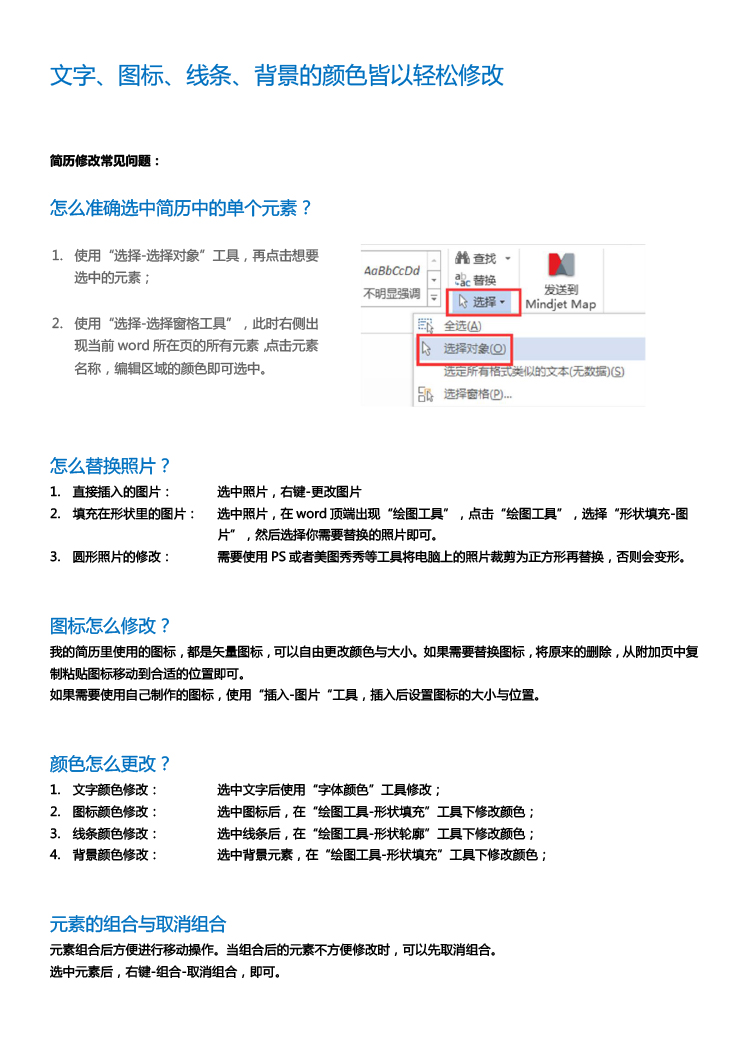 文字、图标、线条、背景的颜色皆以轻松修改
简历修改常见问题：
怎么准确选中简历中的单个元素？
1. 使用“选择-选择对象”工具，再点击想要
选中的元素；
2. 使用“选择-选择窗格工具”，此时右侧出
现当前 word 所在页的所有元素，点击元素
名称，编辑区域的颜色即可选中。
AaBbCcDd
不明显强调
查找
替换
选择
发送到
Mindjet Map
全选(A)
选择对象(O)
选定所有格式类似的文本(无数据)(S)
选择窗格(P)...
怎么替换照片？
1. 直接插入的图片： 选中照片，右键-更改图片
2. 填充在形状里的图片： 选中照片，在 word 顶端出现“绘图工具”，点击“绘图工具”，选择“形状填充-图
片”，然后选择你需要替换的照片即可。
3. 圆形照片的修改： 需要使用 PS 或者美图秀秀等工具将电脑上的照片裁剪为正方形再替换，否则会变形。
图标怎么修改？
我的简历里使用的图标，都是矢量图标，可以自由更改颜色与大小。如果需要替换图标，将原来的删除，从附加页中复
制粘贴图标移动到合适的位置即可。
如果需要使用自己制作的图标，使用“插入-图片“工具，插入后设置图标的大小与位置。
颜色怎么更改？
1. 文字颜色修改： 选中文字后使用“字体颜色”工具修改；
2. 图标颜色修改： 选中图标后，在“绘图工具-形状填充”工具下修改颜色；
3. 线条颜色修改： 选中线条后，在“绘图工具-形状轮廓”工具下修改颜色；
4. 背景颜色修改： 选中背景元素，在“绘图工具-形状填充”工具下修改颜色；
元素的组合与取消组合
元素组合后方便进行移动操作。当组合后的元素不方便修改时，可以先取消组合。
选中元素后，右键-组合-取消组合，即可。